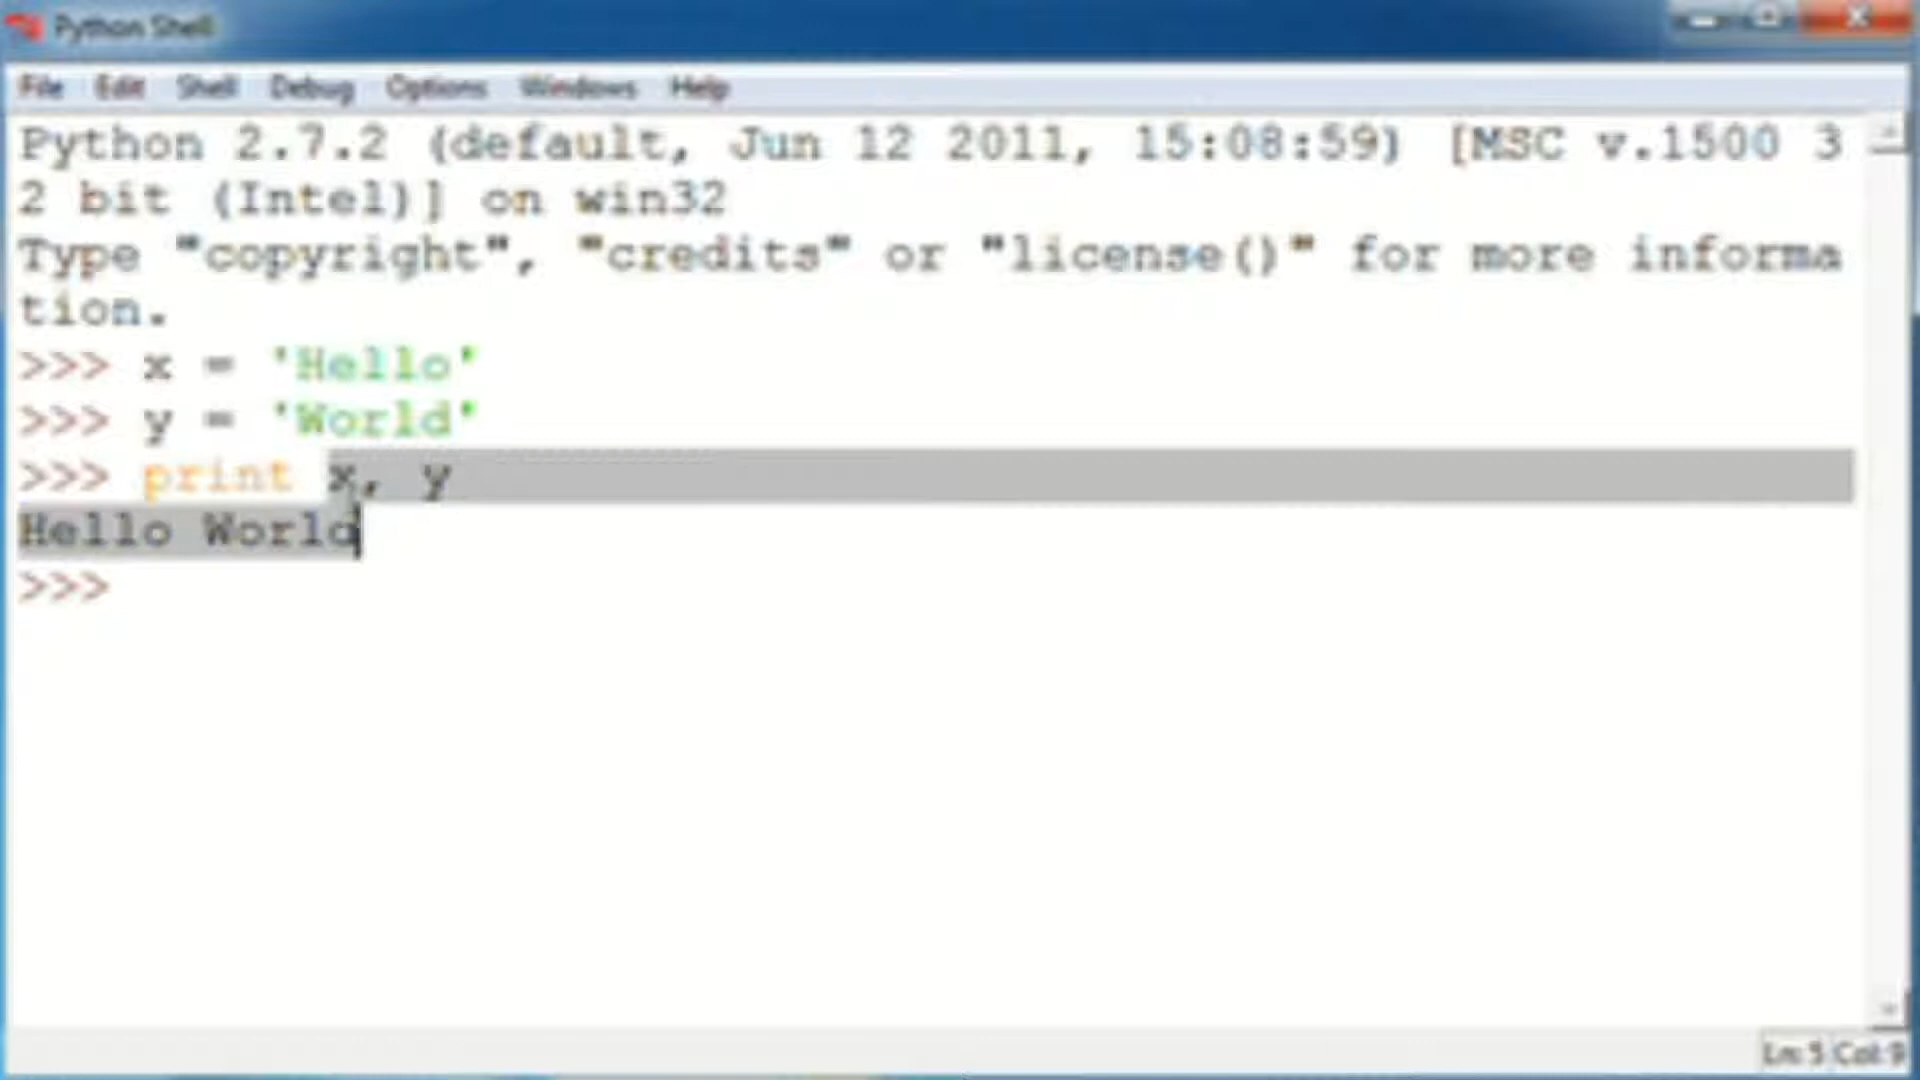 Python Shell
File Edit Shell Debug Options Windows Help
Python 2.7.2 (default, Jun 12 2011, 15:08:59) [MSC v.1500 3
2 bit (Intel)] on win32
Type "copyright", "credits" or "license()" for more informa
tion.
>>> x = 'Hello'
>>> y = 'World'
>>> print x, y
Hello World
>>>
Ln: 5 Col: 9